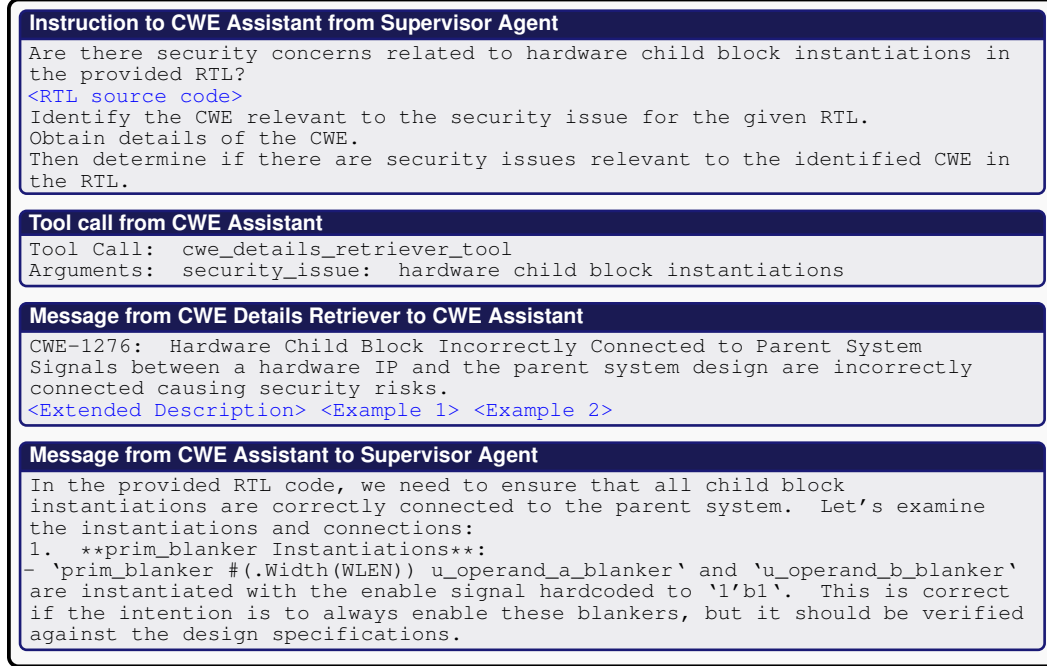 Instruction to CWE Assistant from Supervisor Agent
Are there security concerns related to hardware child block instantiations in
the provided RTL?
<RTL source code>
Identify the CWE relevant to the security issue for the given RTL.
Obtain details of the CWE.
Then determine if there are security issues relevant to the identified CWE in
the RTL.
Tool call from CWE Assistant
Tool Call: cwe_details_retriever_tool
Arguments: security_issue: hardware child block instantiations
Message from CWE Details Retriever to CWE Assistant
CWE-1276: Hardware Child Block Incorrectly Connected to Parent System
Signals between a hardware IP and the parent system design are incorrectly
connected causing security risks.
<Extended Description> <Example 1> <Example 2>
Message from CWE Assistant to Supervisor Agent
In the provided RTL code, we need to ensure that all child block
instantiations are correctly connected to the parent system. Let's examine
the instantiations and connections:
1. **prim_blanker Instantiations**:
- ‘prim_blanker #(.Width(WLEN)) u_operand_a_blanker‘ and ‘u_operand_b_blanker‘
are instantiated with the enable signal hardcoded to ‘1’b1‘. This is correct
if the intention is to always enable these blankers, but it should be verified
against the design specifications.